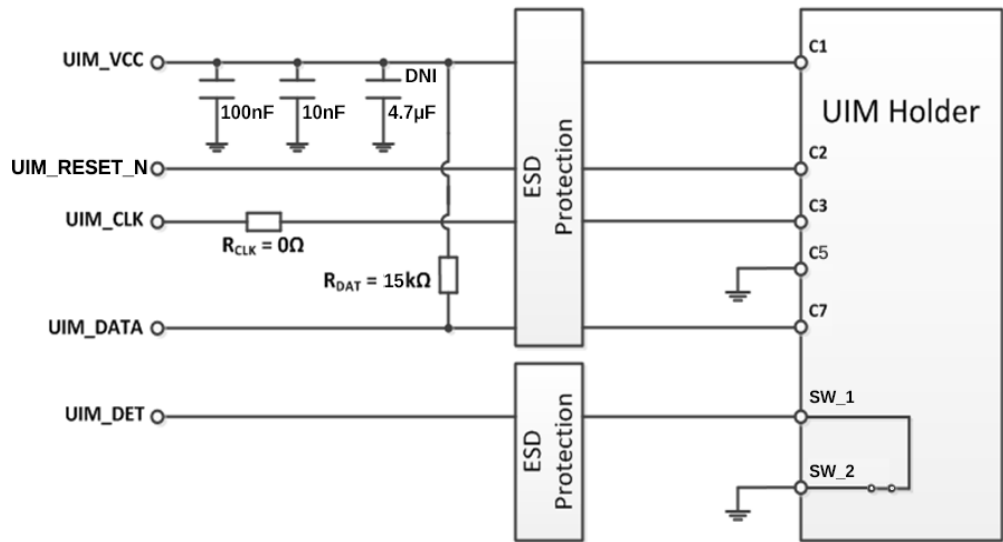 UIM_VCC
DNI
100nF
10nF
4.7µF
C1
UIM Holder
UIM_RESET_N
C2
UIM_CLK
R_CLK = 0Ω
C3
C5
R_DAT = 15kΩ
UIM_DATA
C7
ESD
Protection
UIM_DET
SW_1
ESD
Protection
SW_2